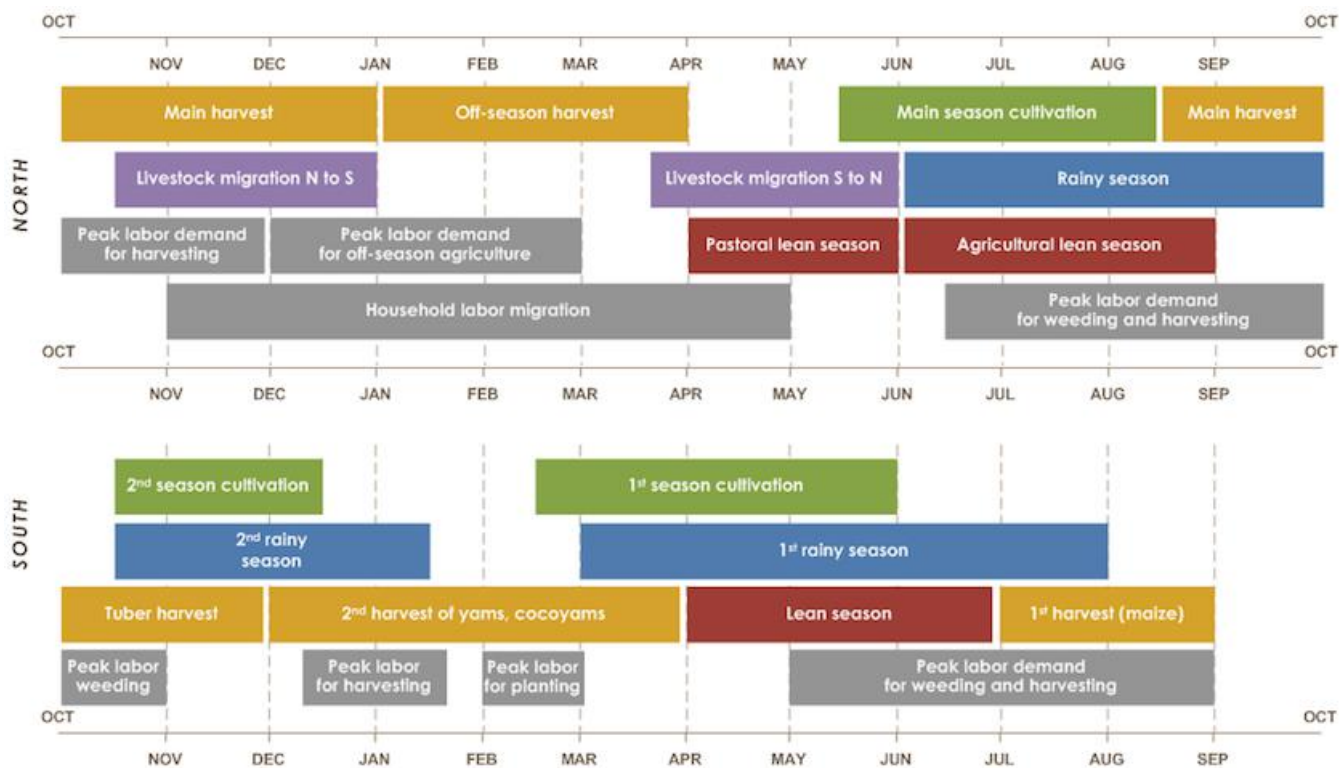 OCT OCT
NOV DEC JAN FEB MAR APR MAY JUN JUL AUG SEP
NORTH
Main harvest Off-season harvest Main season cultivation Main harvest
Livestock migration N to S Livestock migration S to N Rainy season
Peak labor demand
for harvesting
Peak labor demand
for off-season agriculture
Pastoral lean season Agricultural lean season
Household labor migration
Peak labor demand
for weeding and harvesting
OCT OCT
NOV DEC JAN FEB MAR APR MAY JUN JUL AUG SEP
SOUTH
2nd season cultivation 1st season cultivation
2nd rainy
season
1st rainy season
Tuber harvest 2nd harvest of yams, cocoyams Lean season 1st harvest (maize)
Peak labor
weeding
Peak labor
for harvesting
Peak labor
for planting
Peak labor demand
for weeding and harvesting
OCT OCT
NOV DEC JAN FEB MAR APR MAY JUN JUL AUG SEP